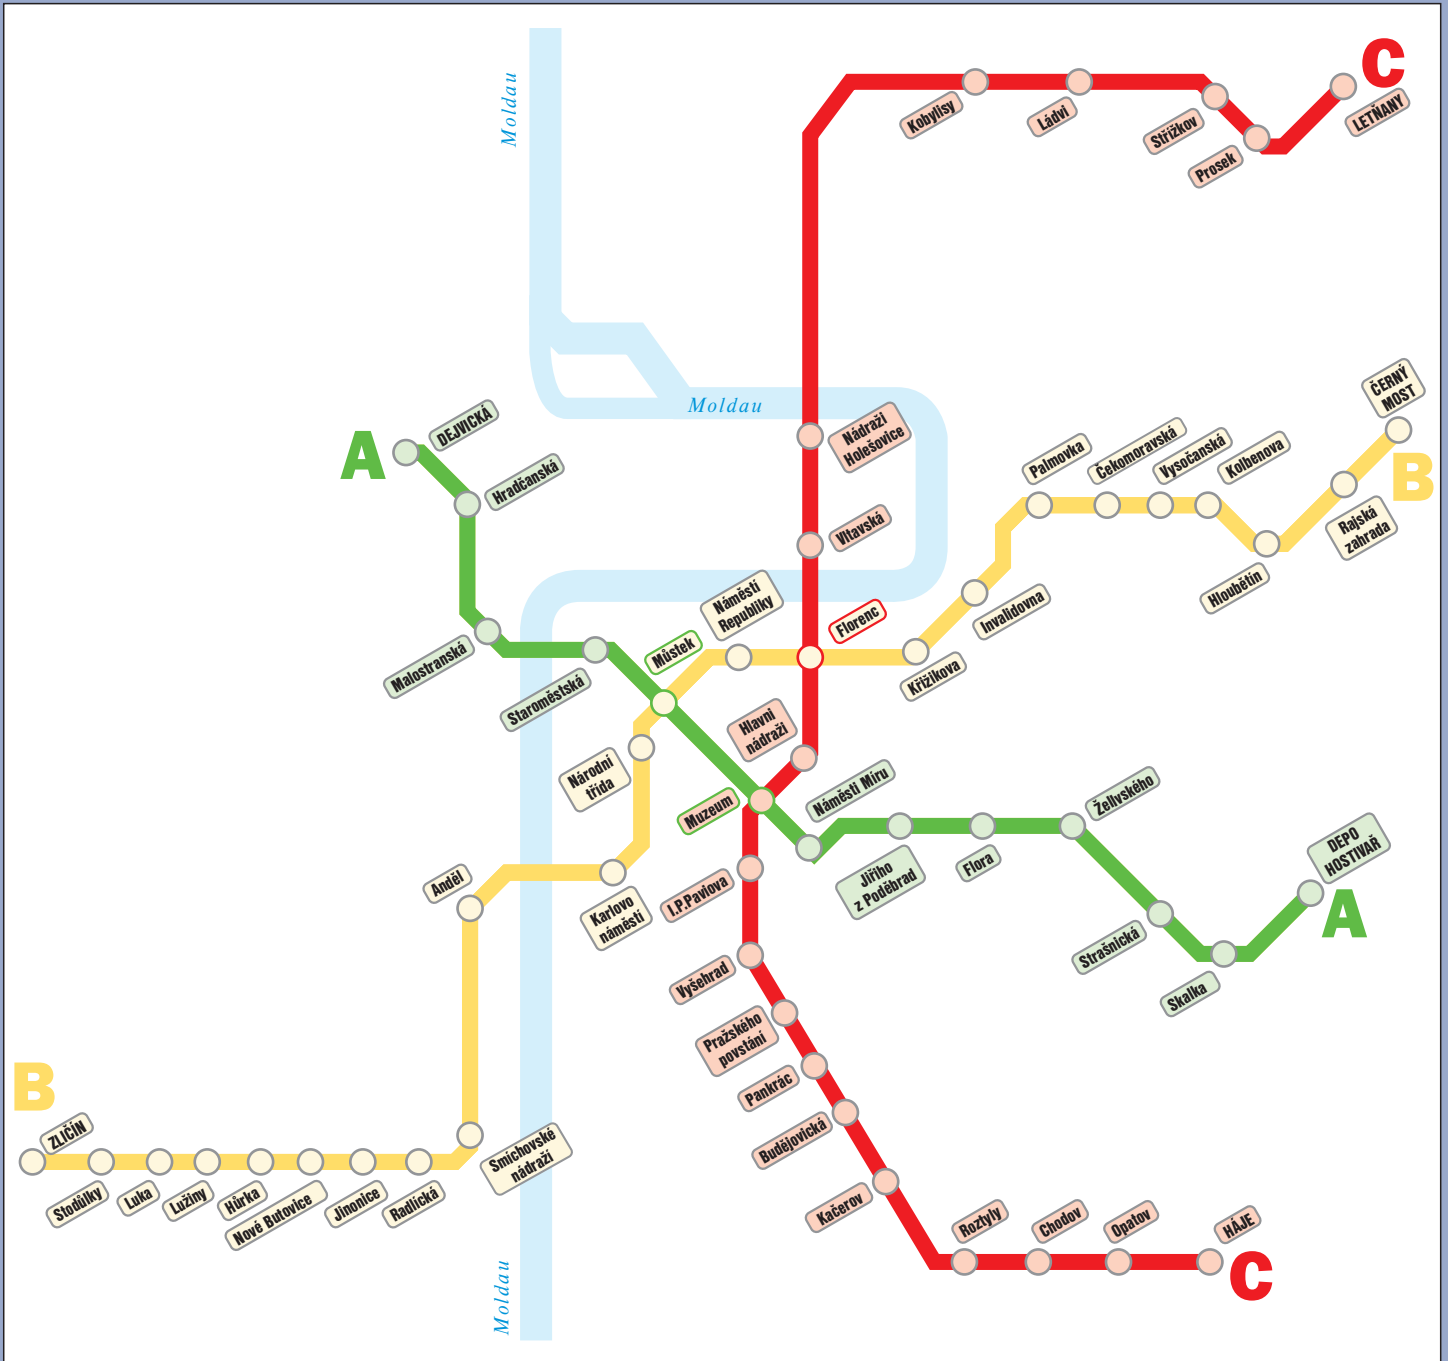 C
Moldau
Kobylisy
Ládví
Střížkov
Prosek
LETŇANY
Moldau
A
DEJVICKÁ
Hradčanská
Nádraží
Holešovice
Vltavská
Palmovka
Čekomoravská
Vysočanská
Kolbenova
ČERNÝ
MOST
B
Rajská
zahrada
Hloubětín
Náměstí
Republiky
Florenc
Invalidovna
Křižíkova
Malostranská
Staroměstská
Můstek
Hlavní
nádraží
Národní
třída
Muzeum
Náměstí Míru
Želivského
Jiřího
z Poděbrad
Flora
DEPO
HOSTIVAŘ
A
Anděl
Karlovo
náměstí
I.P.Pavlova
Strašnická
Skalka
Vyšehrad
Pražského
povstání
Pankrác
Budějovická
Kačerov
B
ZLIČÍN
Stodůlky
Luka
Lužiny
Hůrka
Nové Butovice
Jinonice
Radlická
Smíchovské
nádraží
Roztyly
Chodov
Opatov
HÁJE
C
Moldau